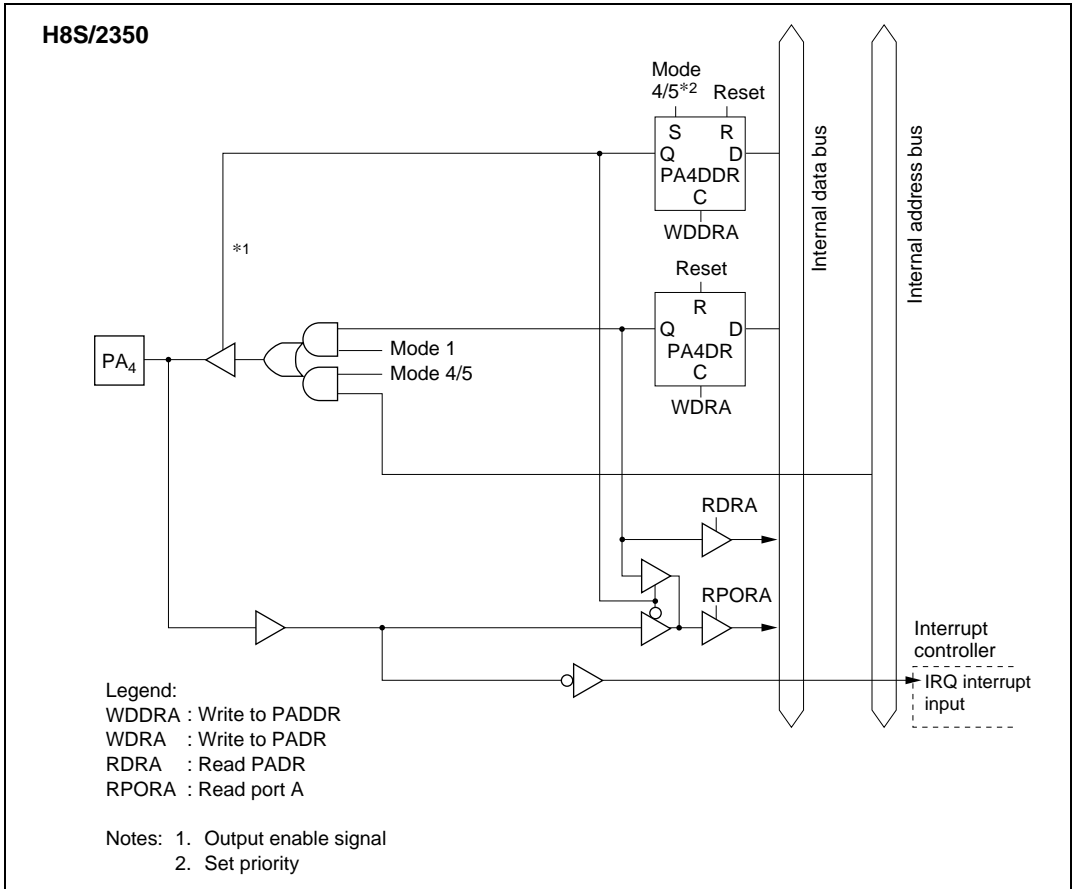 H8S/2350
Mode
4/5*2 Reset
S R
Q D
PA4DDR
C
WDDRA
*1
Reset
R
Q D
PA4DR
C
WDRA
PA4
Mode 1
Mode 4/5
RDRA
RPORA
Internal data bus
Internal address bus
Interrupt
controller
IRQ interrupt
input
Legend:
WDDRA : Write to PADDR
WDRA : Write to PADR
RDRA : Read PADR
RPORA : Read port A
Notes: 1. Output enable signal
2. Set priority